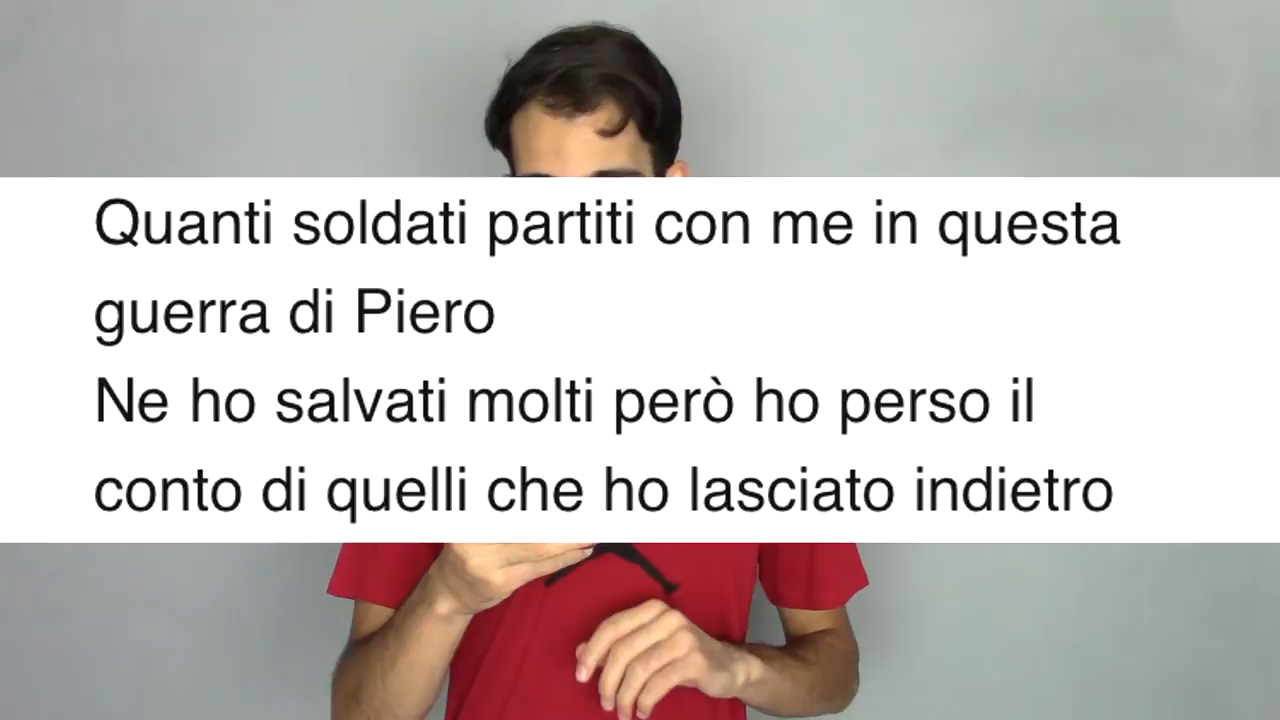 Quanti soldati partiti con me in questa
guerra di Piero
Ne ho salvati molti però ho perso il
conto di quelli che ho lasciato indietro